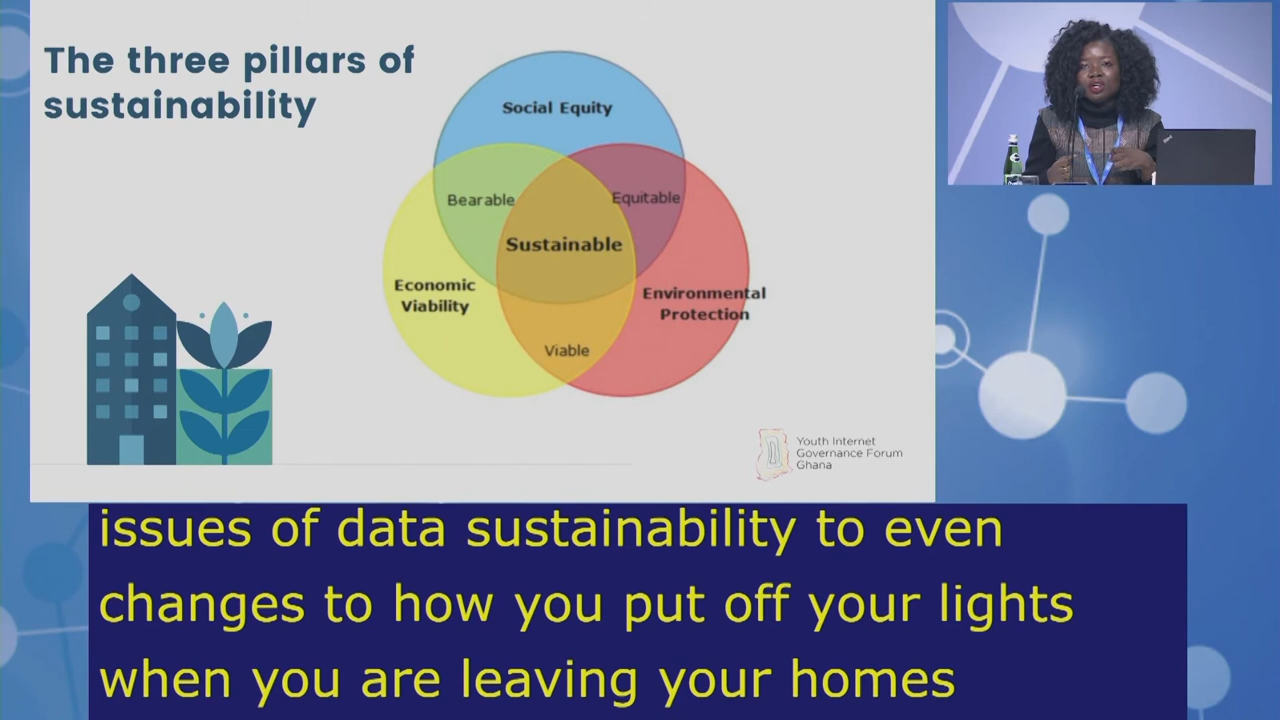 The three pillars of
sustainability
Social Equity
Bearable
Equitable
Sustainable
Economic
Viability
Environmental
Protection
Viable
Youth Internet
Governance Forum
Ghana
issues of data sustainability to even
changes to how you put off your lights
when you are leaving your homes